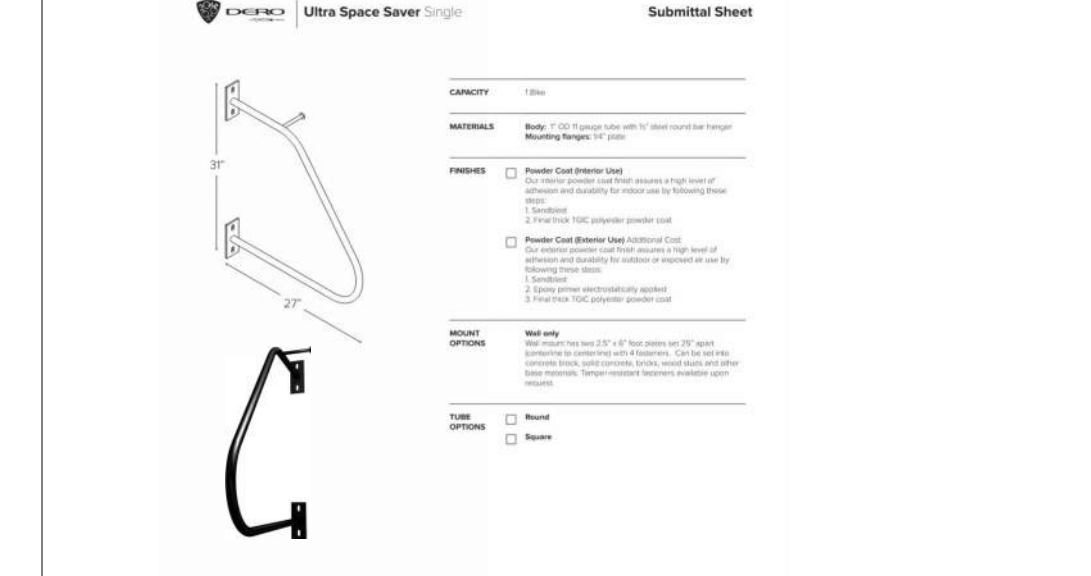 DERO
Ultra Space Saver Single
Submittal Sheet
31"
27"
CAPACITY
1 Bike
MATERIALS
Body: 1" OD 11 gauge tube with ½" steel round bar hanger
Mounting flanges: 1/4" plate
FINISHES
Powder Coat (Interior Use)
Our interior powder coat finish assures a high level of
adhesion and durability for indoor use by following these
steps:
1. Sandblast
2. Final thick TGIC polyester powder coat
Powder Coat (Exterior Use) Additional Cost
Our exterior powder coat finish assures a high level of
adhesion and durability for outdoor or exposed air use by
following these steps:
1. Sandblast
2. Epoxy primer electrostatically applied
3. Final thick TGIC polyester powder coat
MOUNT
OPTIONS
Wall only
Wall mount has two 2.5" x 6" foot plates set 25" apart
(centerline to centerline) with 4 fasteners. Can be set into
concrete block, solid concrete, bricks, wood studs and other
base materials. Tamper-resistant fasteners available upon
request.
TUBE
OPTIONS
Round
Square